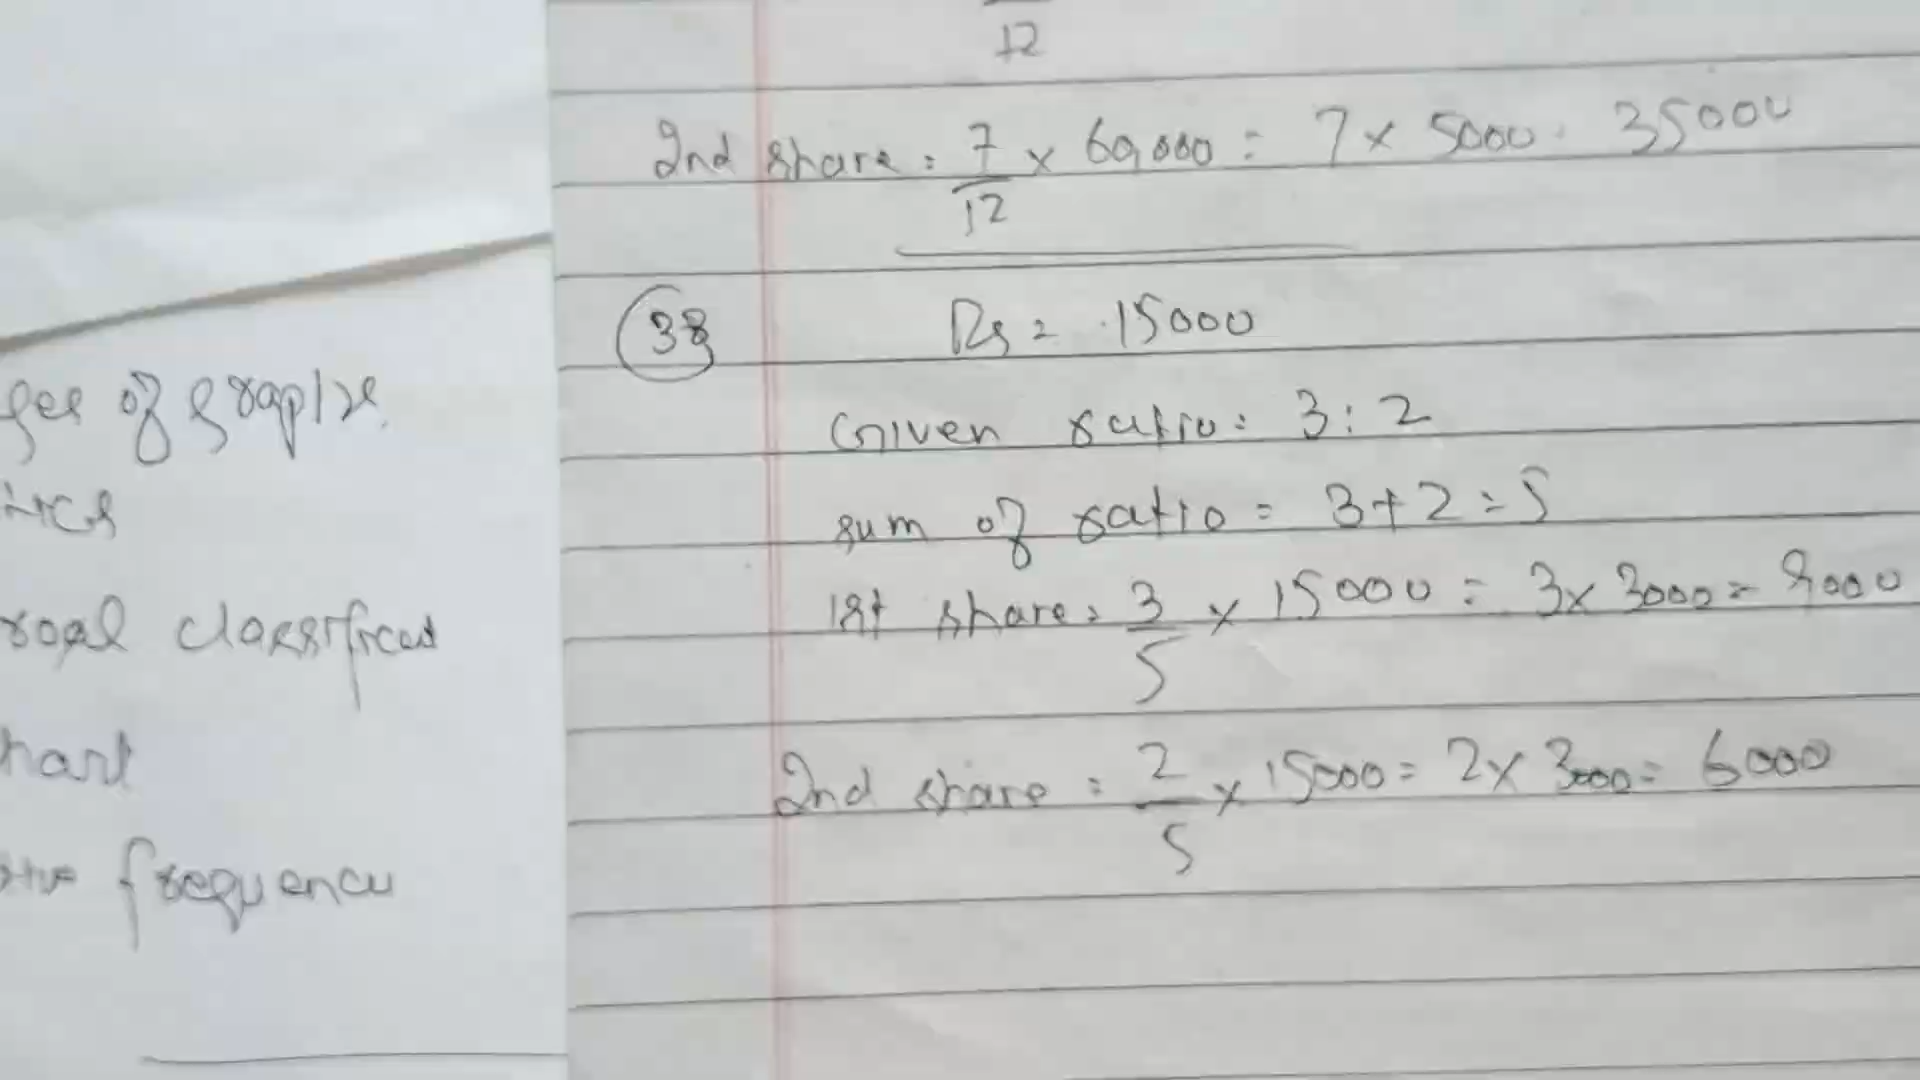 12
2nd share = 7/12 × 60,000 = 7 × 5000 = 35000
38
Rs = 15000
Given ratio = 3 : 2
sum of ratio = 3 + 2 = 5
1st share = 3/5 × 15000 = 3 × 3000 = 9000
2nd share = 2/5 × 15000 = 2 × 3000 = 6000
of
classificat
hart
frequency